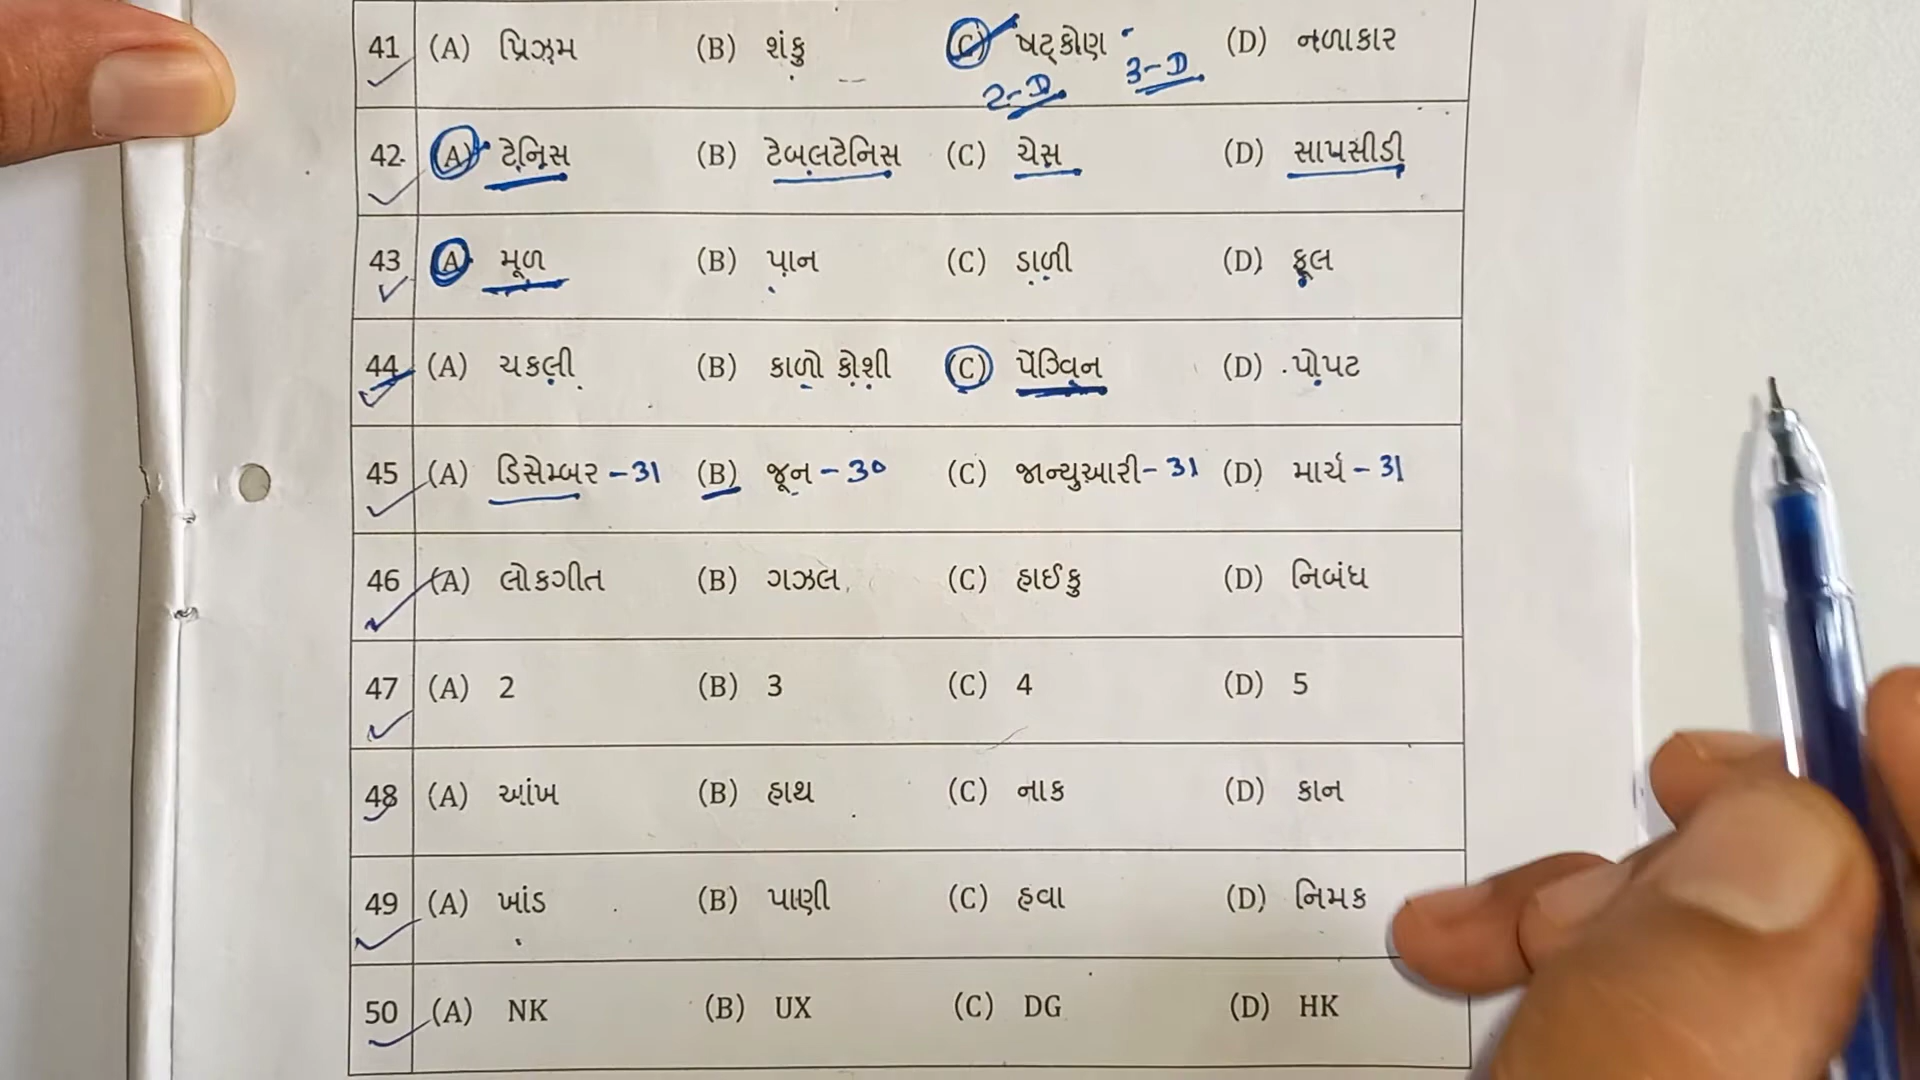 41 (A) પ્રિઝમ (B) શંકુ (C) ષટ્કોણ (D) નળાકાર
2-D 3-D
42 (A) ટેનિસ (B) ટેબલટેનિસ (C) ચેસ (D) સાપસીડી
43 (A) મૂળ (B) પાન (C) ડાળી (D) ફૂલ
44 (A) ચકલી (B) કાળો કોશી (C) પેંગ્વિન (D) પોપટ
45 (A) ડિસેમ્બર - 31 (B) જૂન - 30 (C) જાન્યુઆરી - 31 (D) માર્ચ - 31
46 (A) લોકગીત (B) ગઝલ (C) હાઈકુ (D) નિબંધ
47 (A) 2 (B) 3 (C) 4 (D) 5
48 (A) આંખ (B) હાથ (C) નાક (D) કાન
49 (A) ખાંડ (B) પાણી (C) હવા (D) નિમક
50 (A) NK (B) UX (C) DG (D) HK